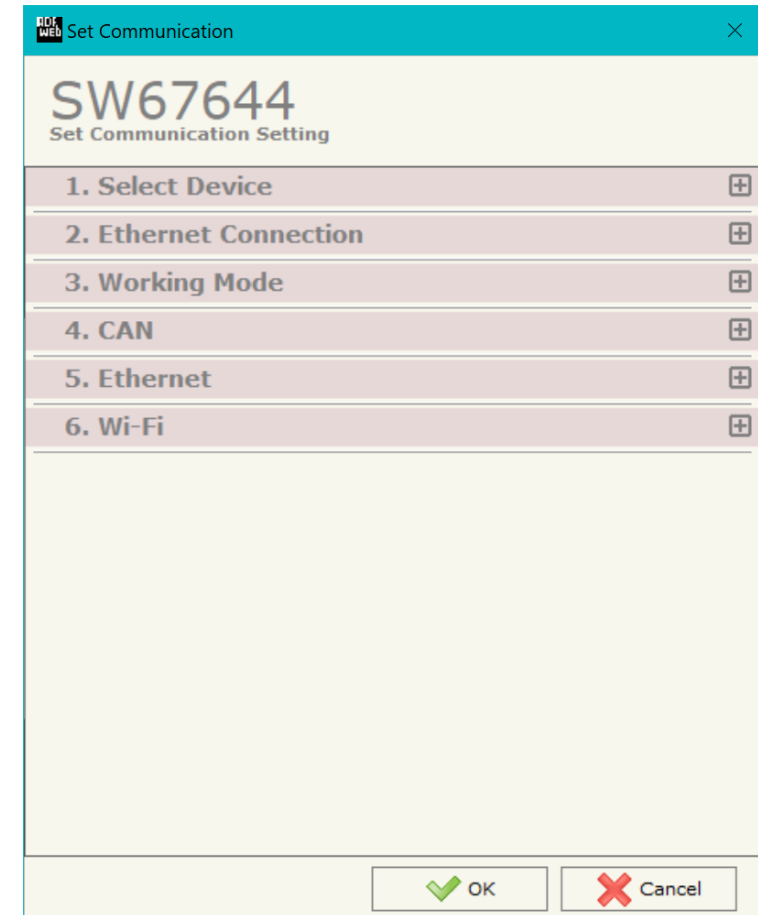 ADF
WEB Set Communication
SW67644
Set Communication Setting
1. Select Device
2. Ethernet Connection
3. Working Mode
4. CAN
5. Ethernet
6. Wi-Fi
OK Cancel